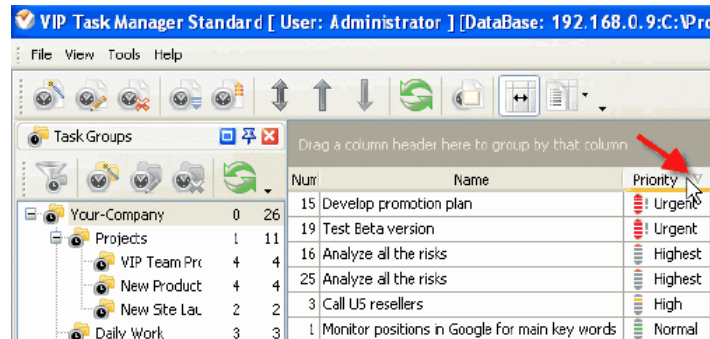 VIP Task Manager Standard [ User: Administrator ] [DataBase: 192.168.0.9:C:\Pro
File View Tools Help
Task Groups
Drag a column header here to group by that column
Num Name Priority
Your-Company 0 26
Projects 1 11
VIP Team Pro 4 4
New Product 4 4
New Site Lau 2 2
Daily Work 3 3
15 Develop promotion plan Urgent
19 Test Beta version Urgent
16 Analyze all the risks Highest
25 Analyze all the risks Highest
3 Call US resellers High
1 Monitor positions in Google for main key words Normal